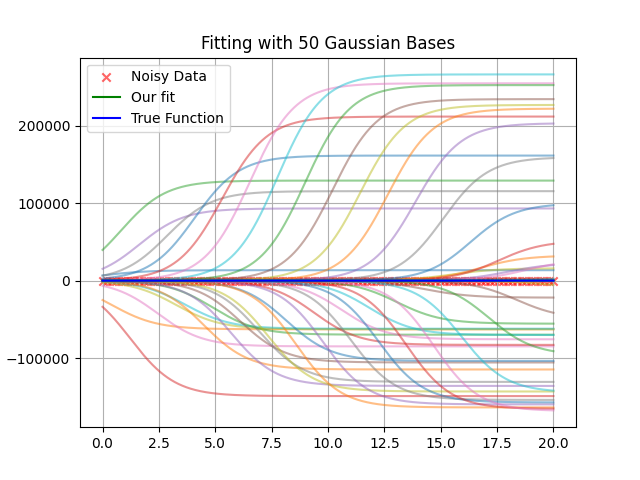 Fitting with 50 Gaussian Bases
Noisy Data
Our fit
True Function
200000
100000
0
−100000
0.0 2.5 5.0 7.5 10.0 12.5 15.0 17.5 20.0